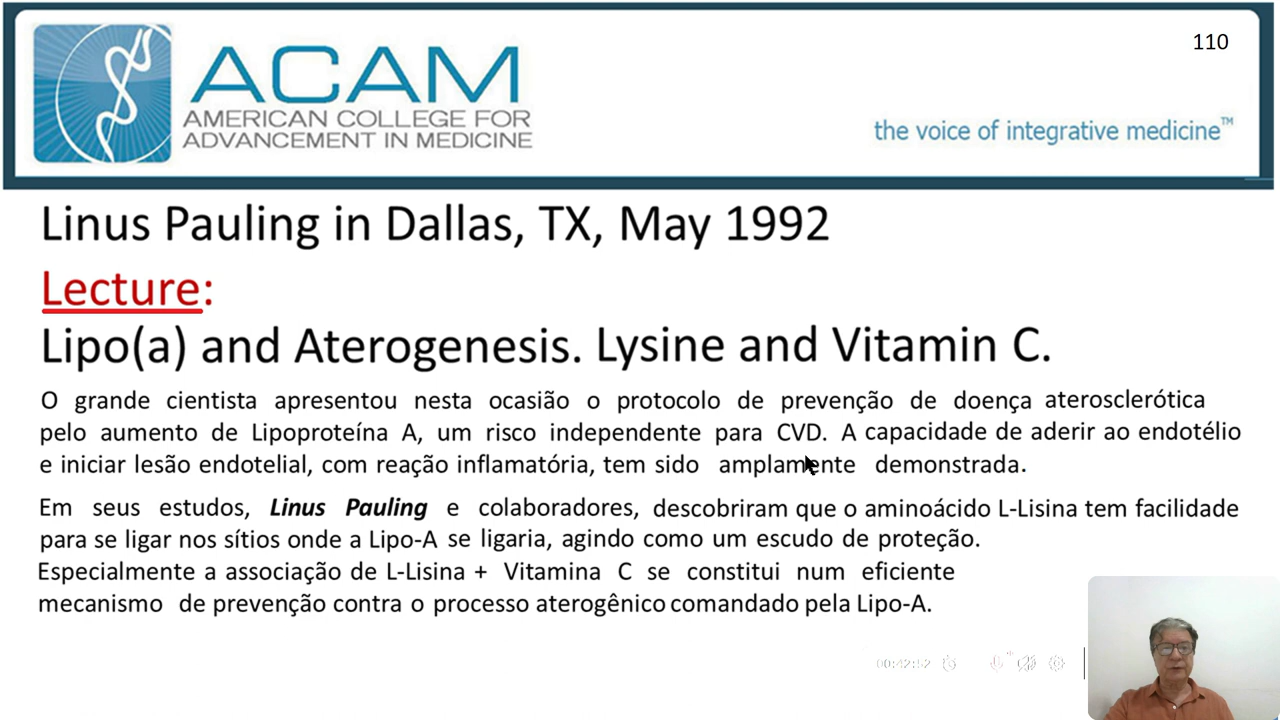 110
ACAM
AMERICAN COLLEGE FOR
ADVANCEMENT IN MEDICINE
the voice of integrative medicine™
Linus Pauling in Dallas, TX, May 1992
Lecture:
Lipo(a) and Aterogenesis. Lysine and Vitamin C.
O grande cientista apresentou nesta ocasião o protocolo de prevenção de doença aterosclerótica
pelo aumento de Lipoproteína A, um risco independente para CVD. A capacidade de aderir ao endotélio
e iniciar lesão endotelial, com reação inflamatória, tem sido amplamente demonstrada.
Em seus estudos, Linus Pauling e colaboradores, descobriram que o aminoácido L-Lisina tem facilidade
para se ligar nos sítios onde a Lipo-A se ligaria, agindo como um escudo de proteção.
Especialmente a associação de L-Lisina + Vitamina C se constitui num eficiente
mecanismo de prevenção contra o processo aterogênico comandado pela Lipo-A.
00:42:52